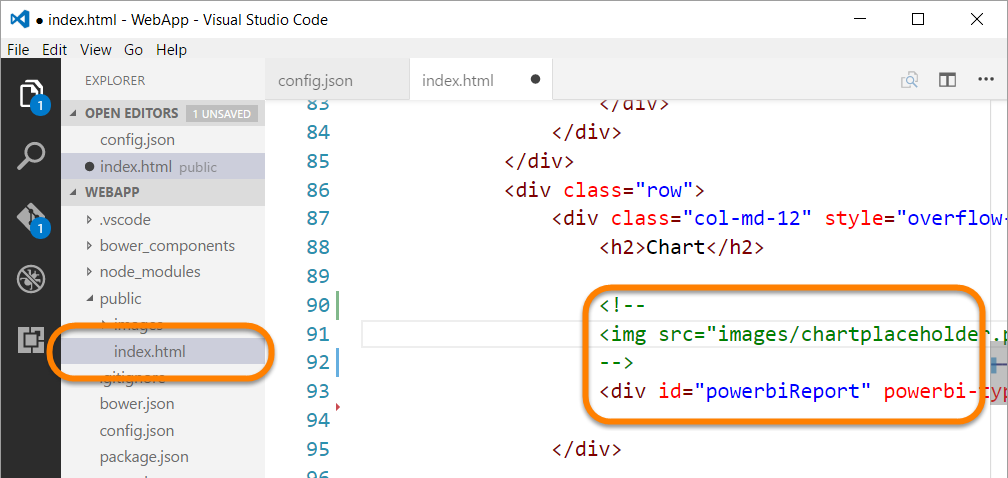 ● index.html - WebApp - Visual Studio Code
File Edit View Go Help
EXPLORER
OPEN EDITORS 1 UNSAVED
config.json
index.html public
WEBAPP
.vscode
bower_components
node_modules
public
images
index.html
.gitignore
bower.json
config.json
package.json
1
1
config.json index.html
83 </div>
84 </div>
85 </div>
86 <div class="row">
87 <div class="col-md-12" style="overflow-
88 <h2>Chart</h2>
89
90 <!--
91 <img src="images/chartplaceholder.p
92 -->
93 <div id="powerbiReport" powerbi-typ
94
95 </div>
96